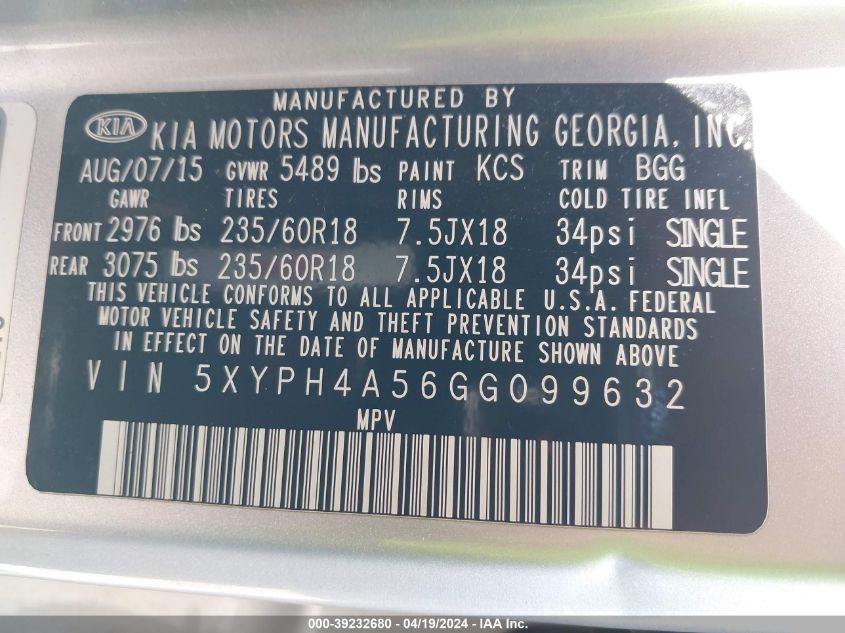 MANUFACTURED BY
KIA KIA MOTORS MANUFACTURING GEORGIA, INC.
AUG/07/15 GVWR 5489 lbs PAINT KCS TRIM BGG
GAWR TIRES RIMS COLD TIRE INFL
FRONT 2976 lbs 235/60R18 7.5JX18 34psi SINGLE
REAR 3075 lbs 235/60R18 7.5JX18 34psi SINGLE
THIS VEHICLE CONFORMS TO ALL APPLICABLE U.S.A. FEDERAL
MOTOR VEHICLE SAFETY AND THEFT PREVENTION STANDARDS
IN EFFECT ON THE DATE OF MANUFACTURE SHOWN ABOVE.
VIN 5XYPH4A56GG099632
MPV
000-39232680 - 04/19/2024 - IAA Inc.